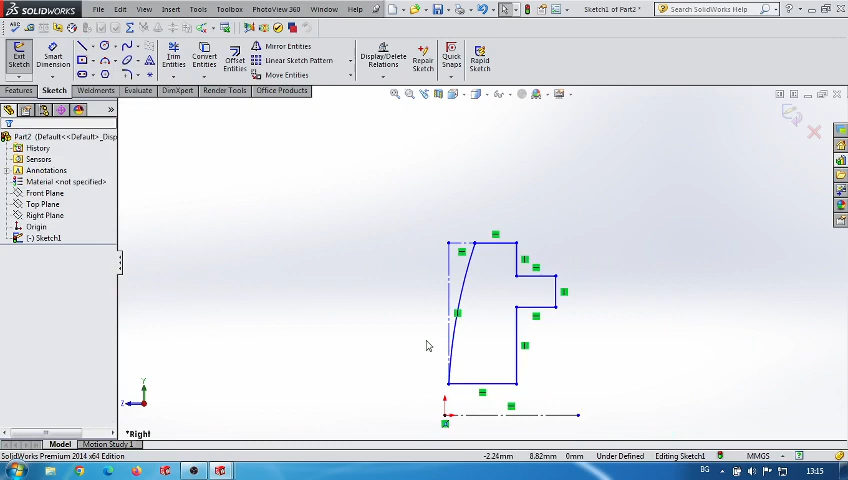 SOLIDWORKS
File Edit View Insert Tools Window PhotoView 360 Help
Sketch1 of Part2 *
Search SolidWorks Help
Exit Sketch
Smart Dimension
Trim Entities
Convert Entities
Offset Entities
Mirror Entities
Linear Sketch Pattern
Move Entities
Display/Delete Relations
Repair Sketch
Quick Snaps
Rapid Sketch
Features Sketch Weldments Evaluate DimXpert Render Tools Office Products
Part2 (Default<<Default>_Disp
History
Sensors
Annotations
Material <not specified>
Front Plane
Top Plane
Right Plane
Origin
(-) Sketch1
Y
Z
*Right
Model Motion Study 1
SolidWorks Premium 2014 x64 Edition
-2.24mm 8.82mm 0mm Under Defined Editing Sketch1 MMGS
BG 13:15